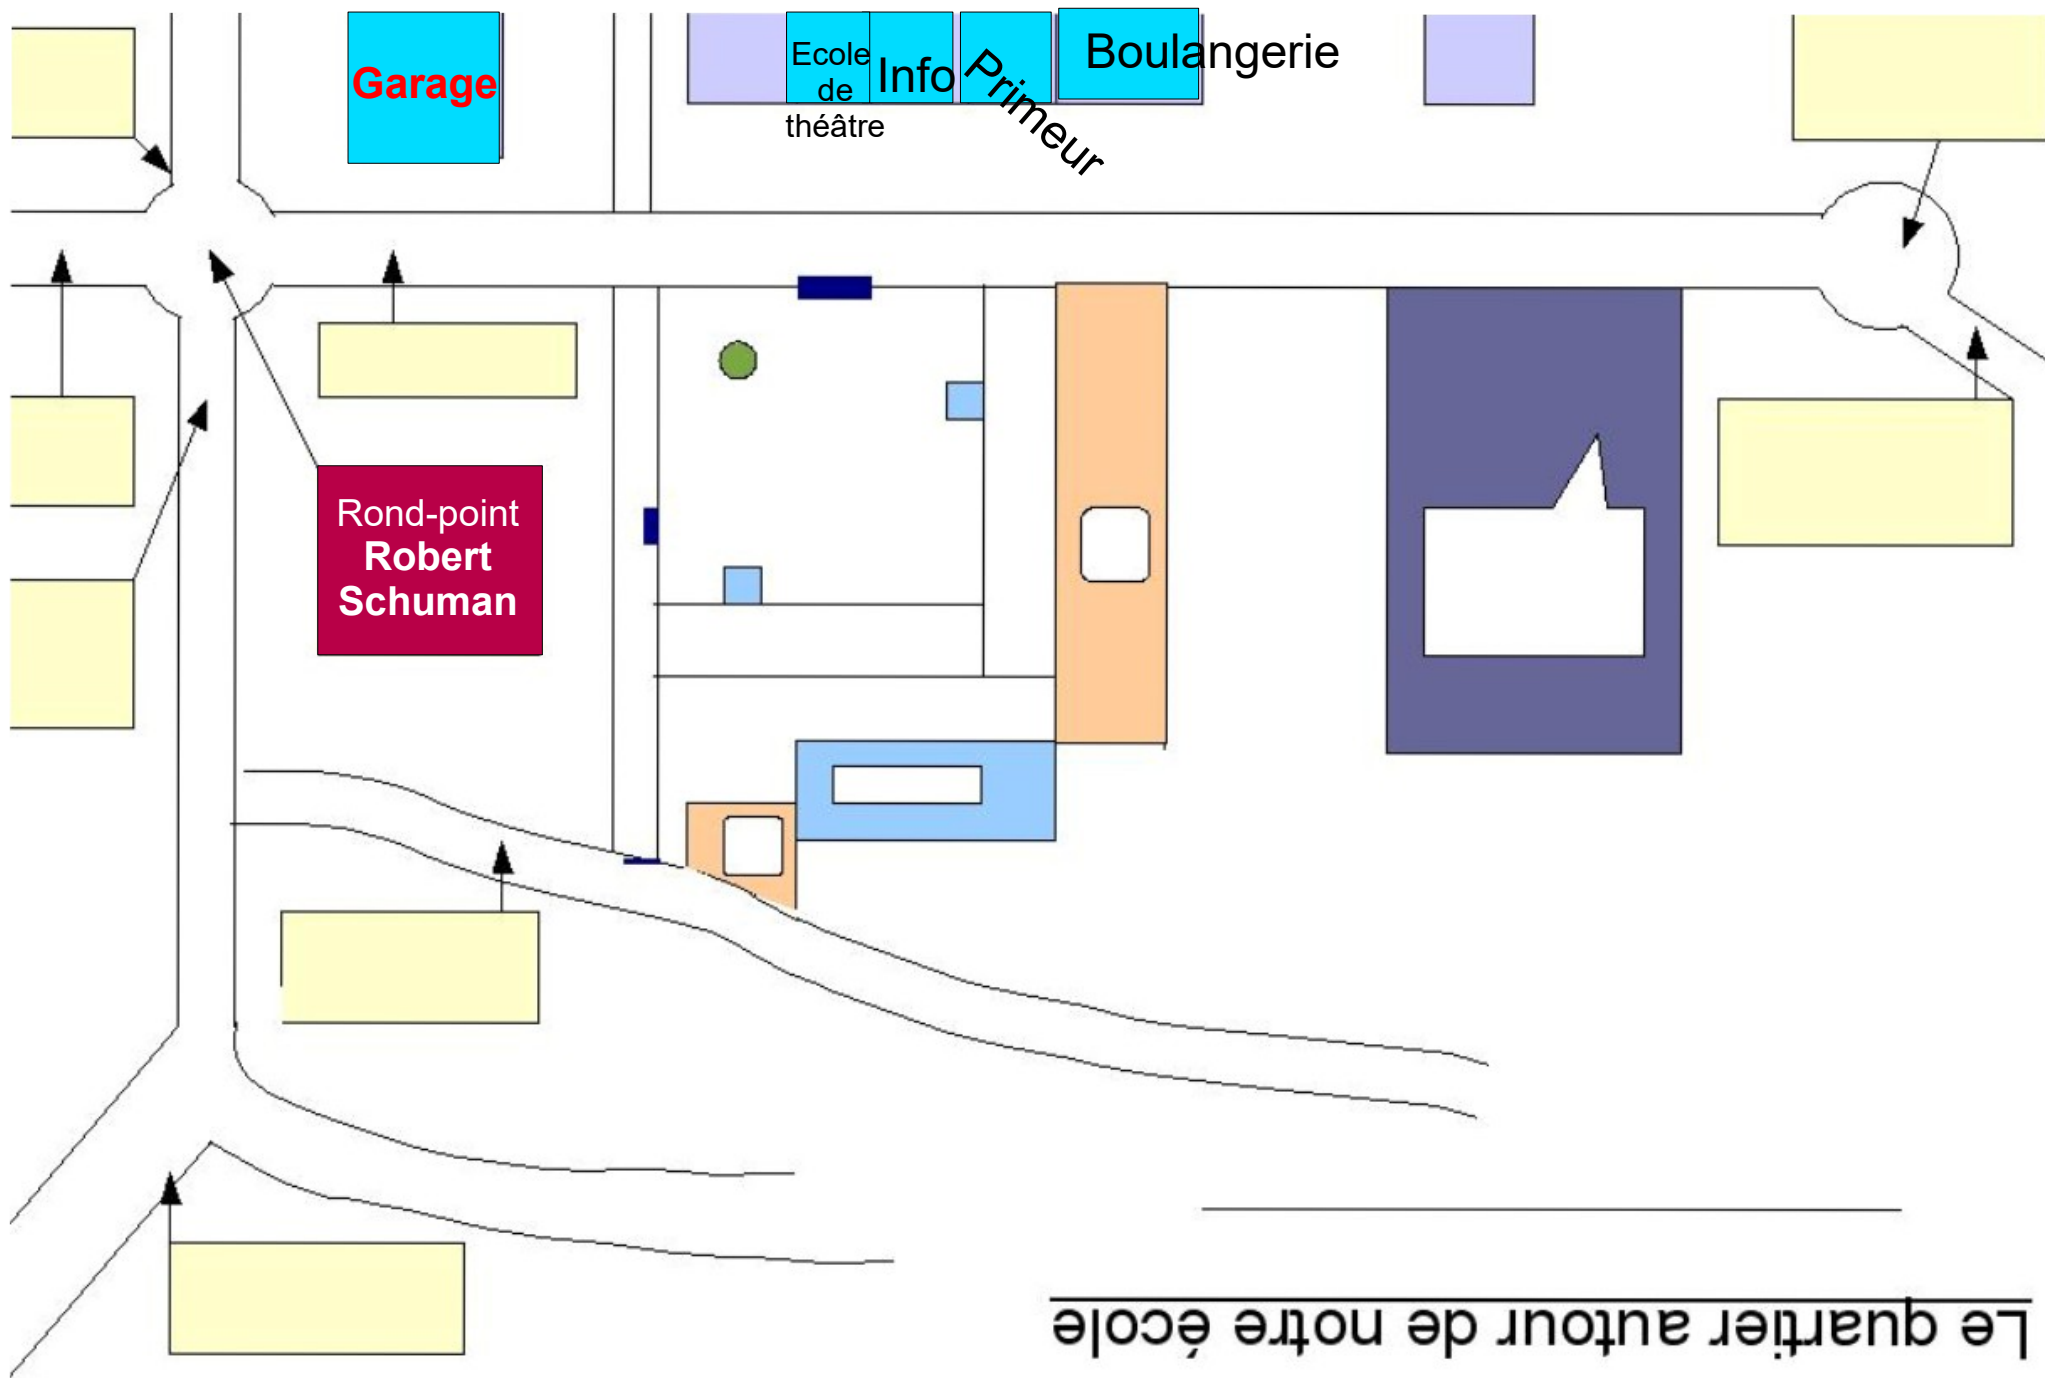 Garage
Ecole
de
théâtre
Info
Primeur
Boulangerie
Rond-point
Robert
Schuman
Le quartier autour de notre école